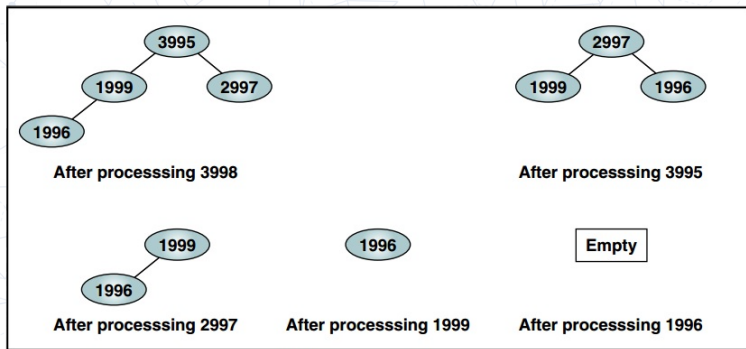 3995
2997
1999
2997
1999
1996
1996
After processsing 3998
After processsing 3995
1999
1996
Empty
1996
After processsing 2997
After processsing 1999
After processsing 1996